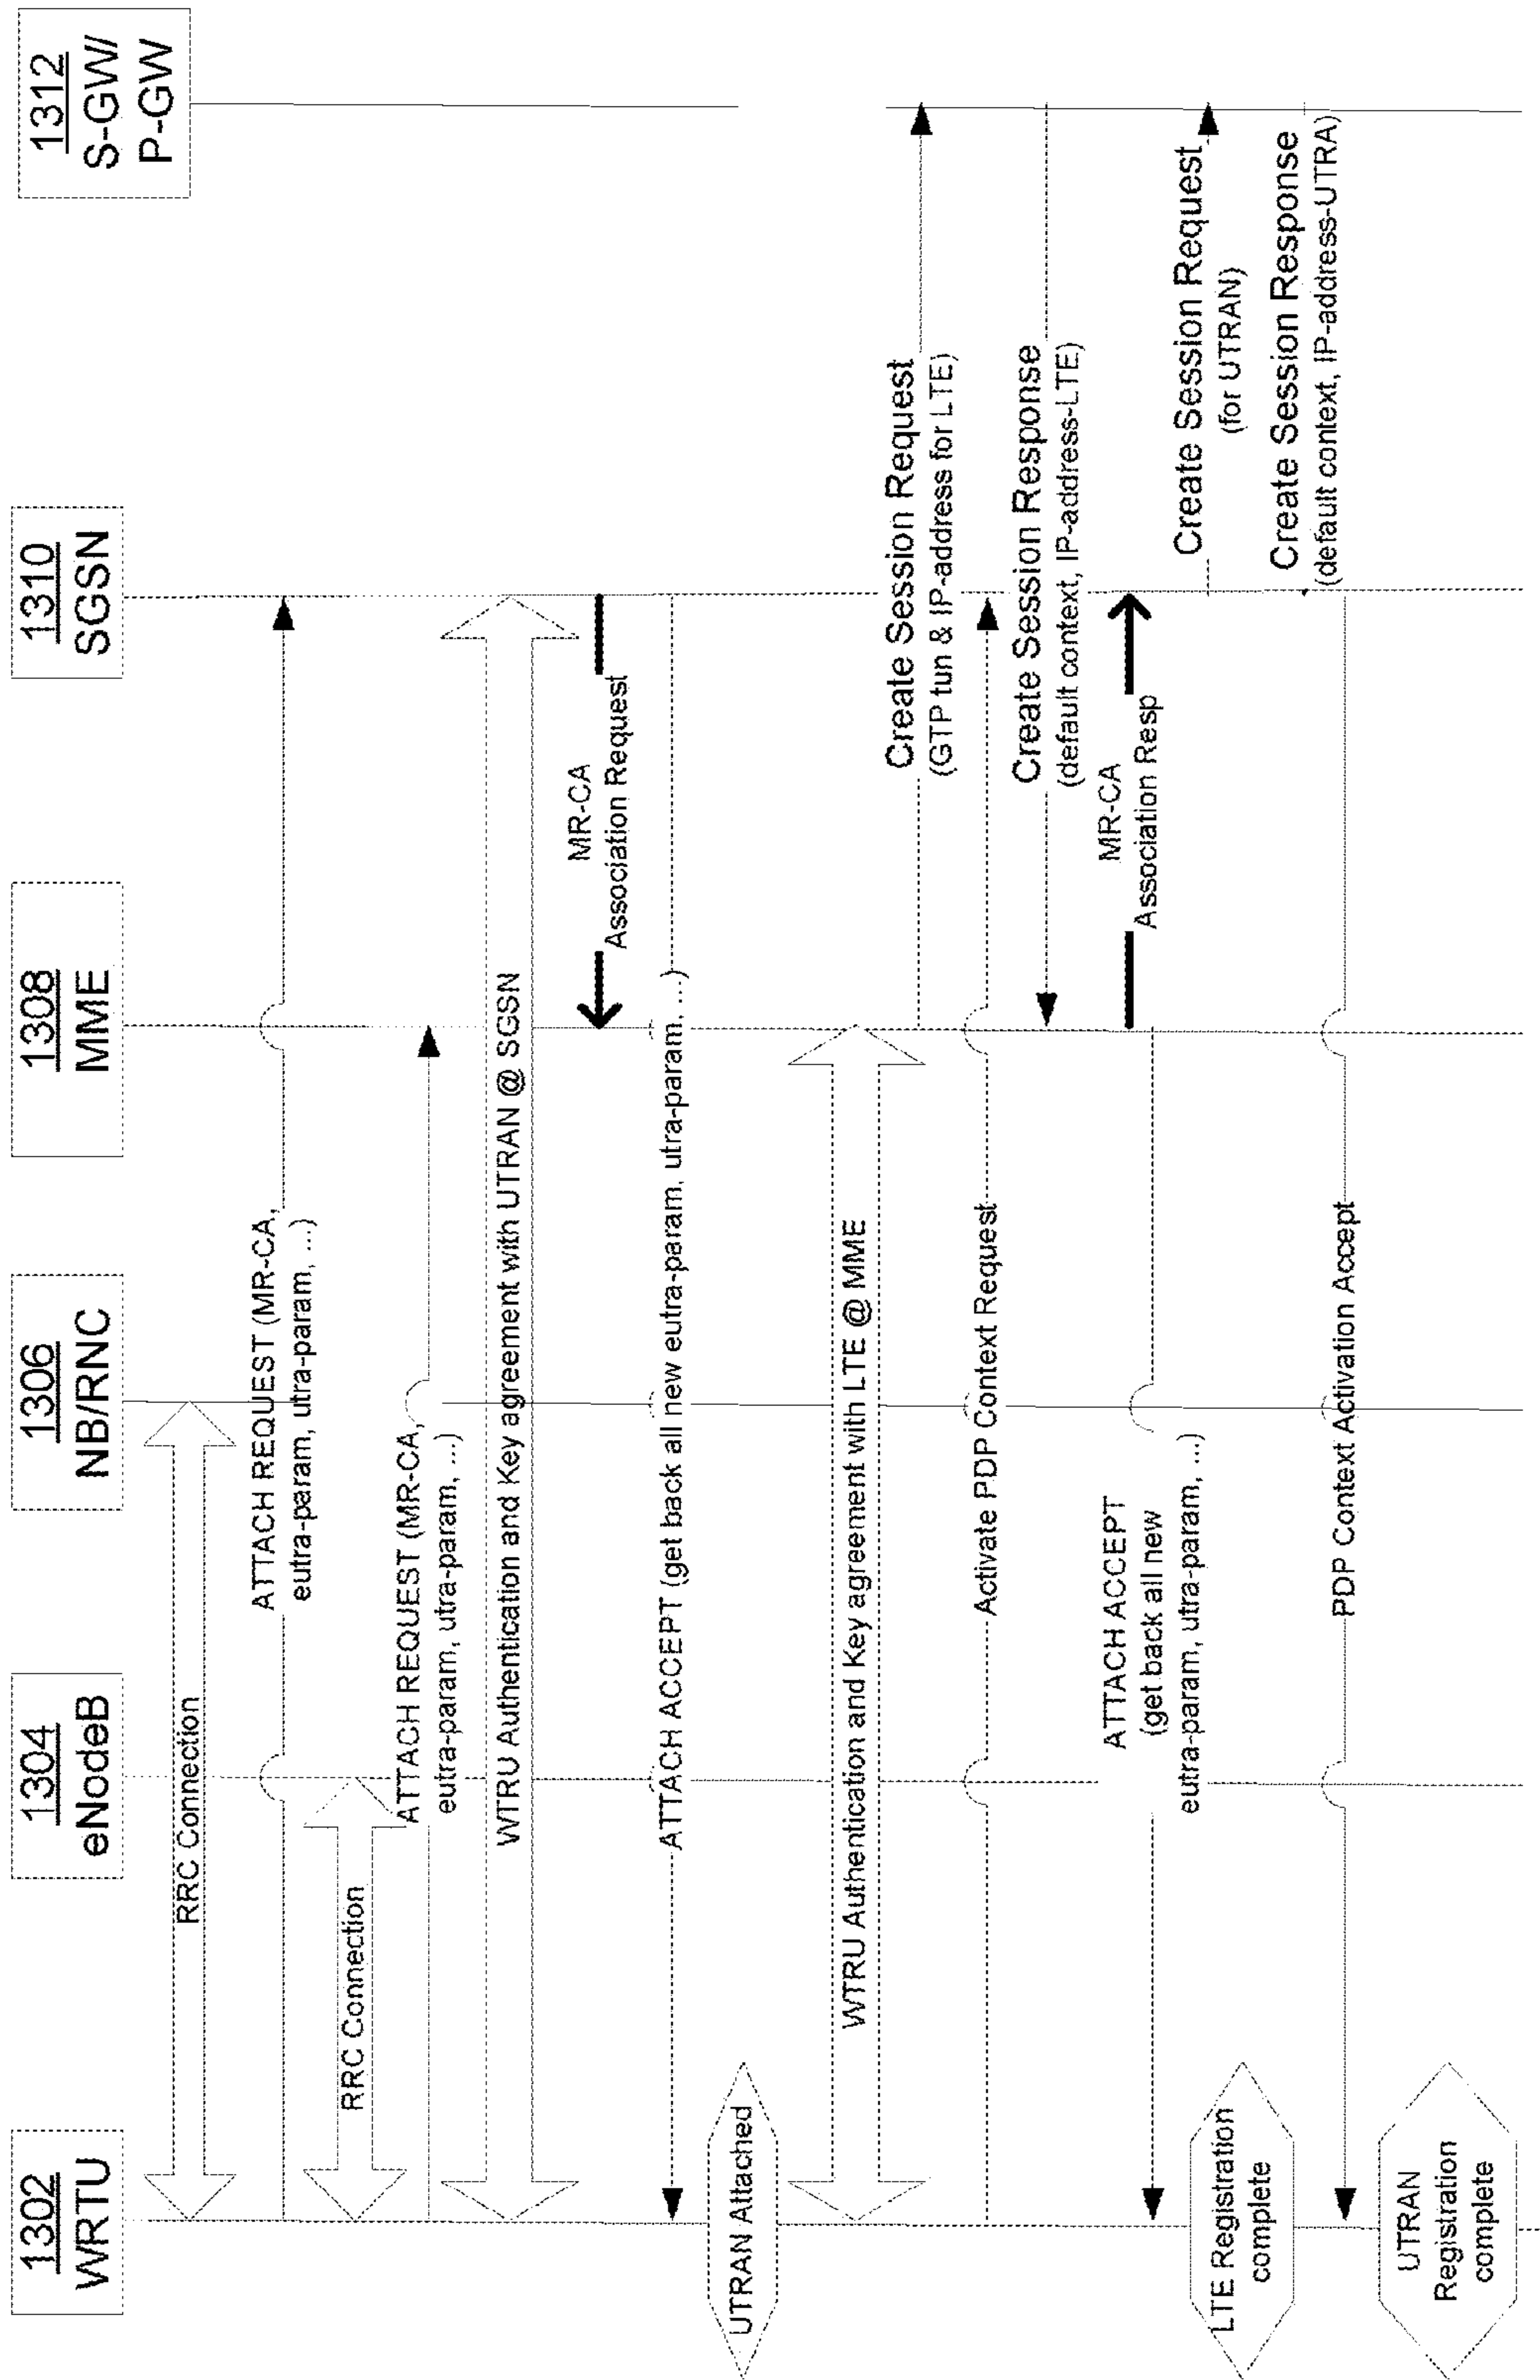 1302
WRTU
1304
eNodeB
1306
NB/RNC
1308
MME
1310
SGSN
1312
S-GW/
P-GW
RRC Connection
ATTACH REQUEST (MR-CA,
eutra-param, utra-param, ...)
RRC Connection
ATTACH REQUEST (MR-CA,
eutra-param, utra-param, ...)
WTRU Authentication and Key agreement with UTRAN @ SGSN
MR-CA
Association Request
ATTACH ACCEPT (get back all new eutra-param, utra-param, ...)
UTRAN Attached
WTRU Authentication and Key agreement with LTE @ MME
Create Session Request
(GTP tun & IP-address for LTE)
Activate PDP Context Request
Create Session Response
(default context, IP-address-LTE)
MR-CA
Association Resp
ATTACH ACCEPT
(get back all new
eutra-param, utra-param, ...)
Create Session Request
(for UTRAN)
LTE Registration
complete
Create Session Response
(default context, IP-address-UTRA)
PDP Context Activation Accept
UTRAN
Registration
complete